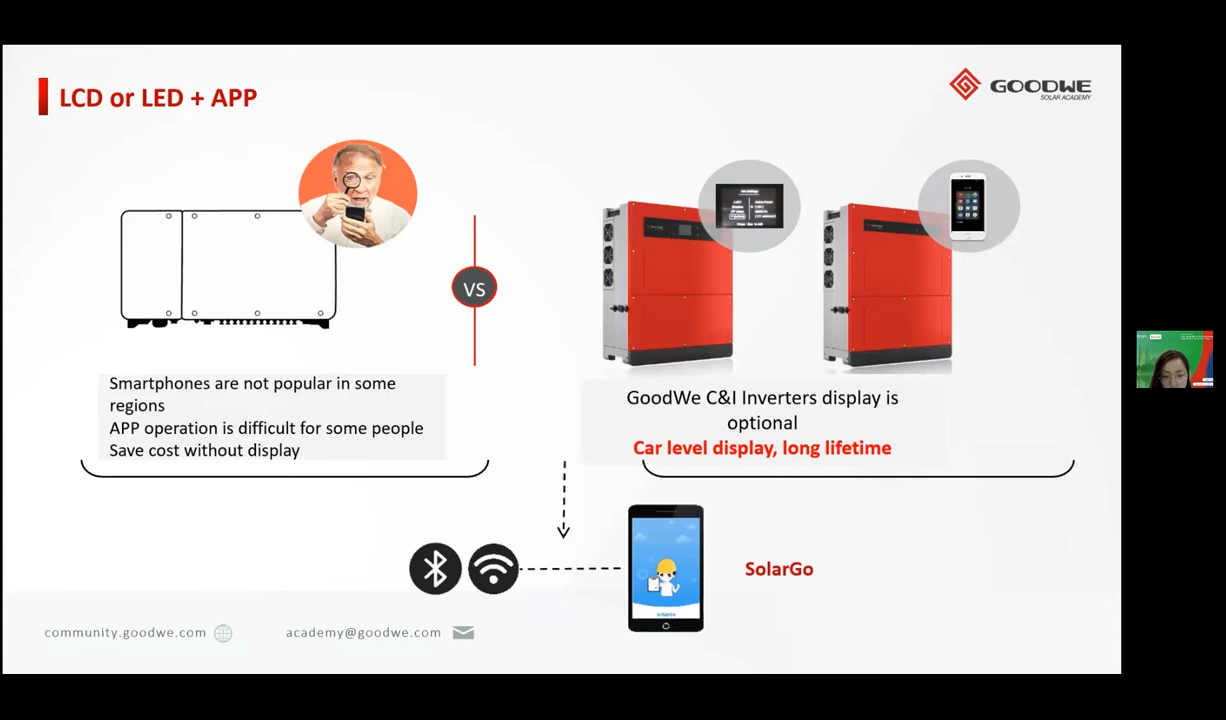 LCD or LED + APP
GOODWE
SOLAR ACADEMY
VS
Smartphones are not popular in some
regions
APP operation is difficult for some people
Save cost without display
GoodWe C&I Inverters display is
optional
Car level display, long lifetime
SolarGo
community.goodwe.com
academy@goodwe.com